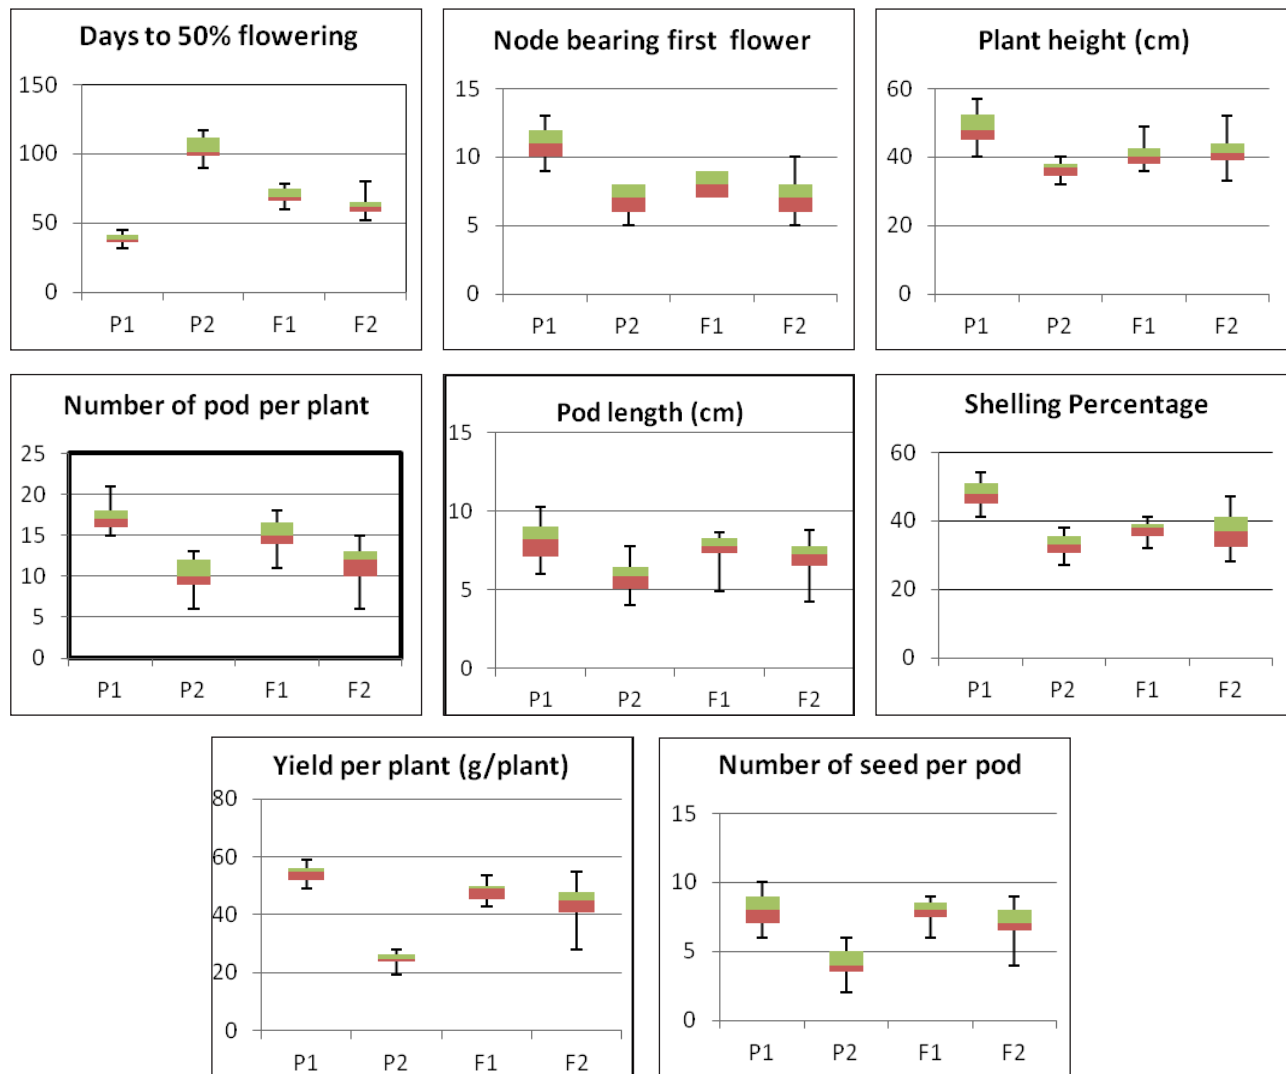 Days to 50% flowering
150
100
50
0
P1 P2 F1 F2
Node bearing first flower
15
10
5
0
P1 P2 F1 F2
Plant height (cm)
60
40
20
0
P1 P2 F1 F2
Number of pod per plant
25
20
15
10
5
0
P1 P2 F1 F2
Pod length (cm)
15
10
5
0
P1 P2 F1 F2
Shelling Percentage
60
40
20
0
P1 P2 F1 F2
Yield per plant (g/plant)
80
60
40
20
0
P1 P2 F1 F2
Number of seed per pod
15
10
5
0
P1 P2 F1 F2